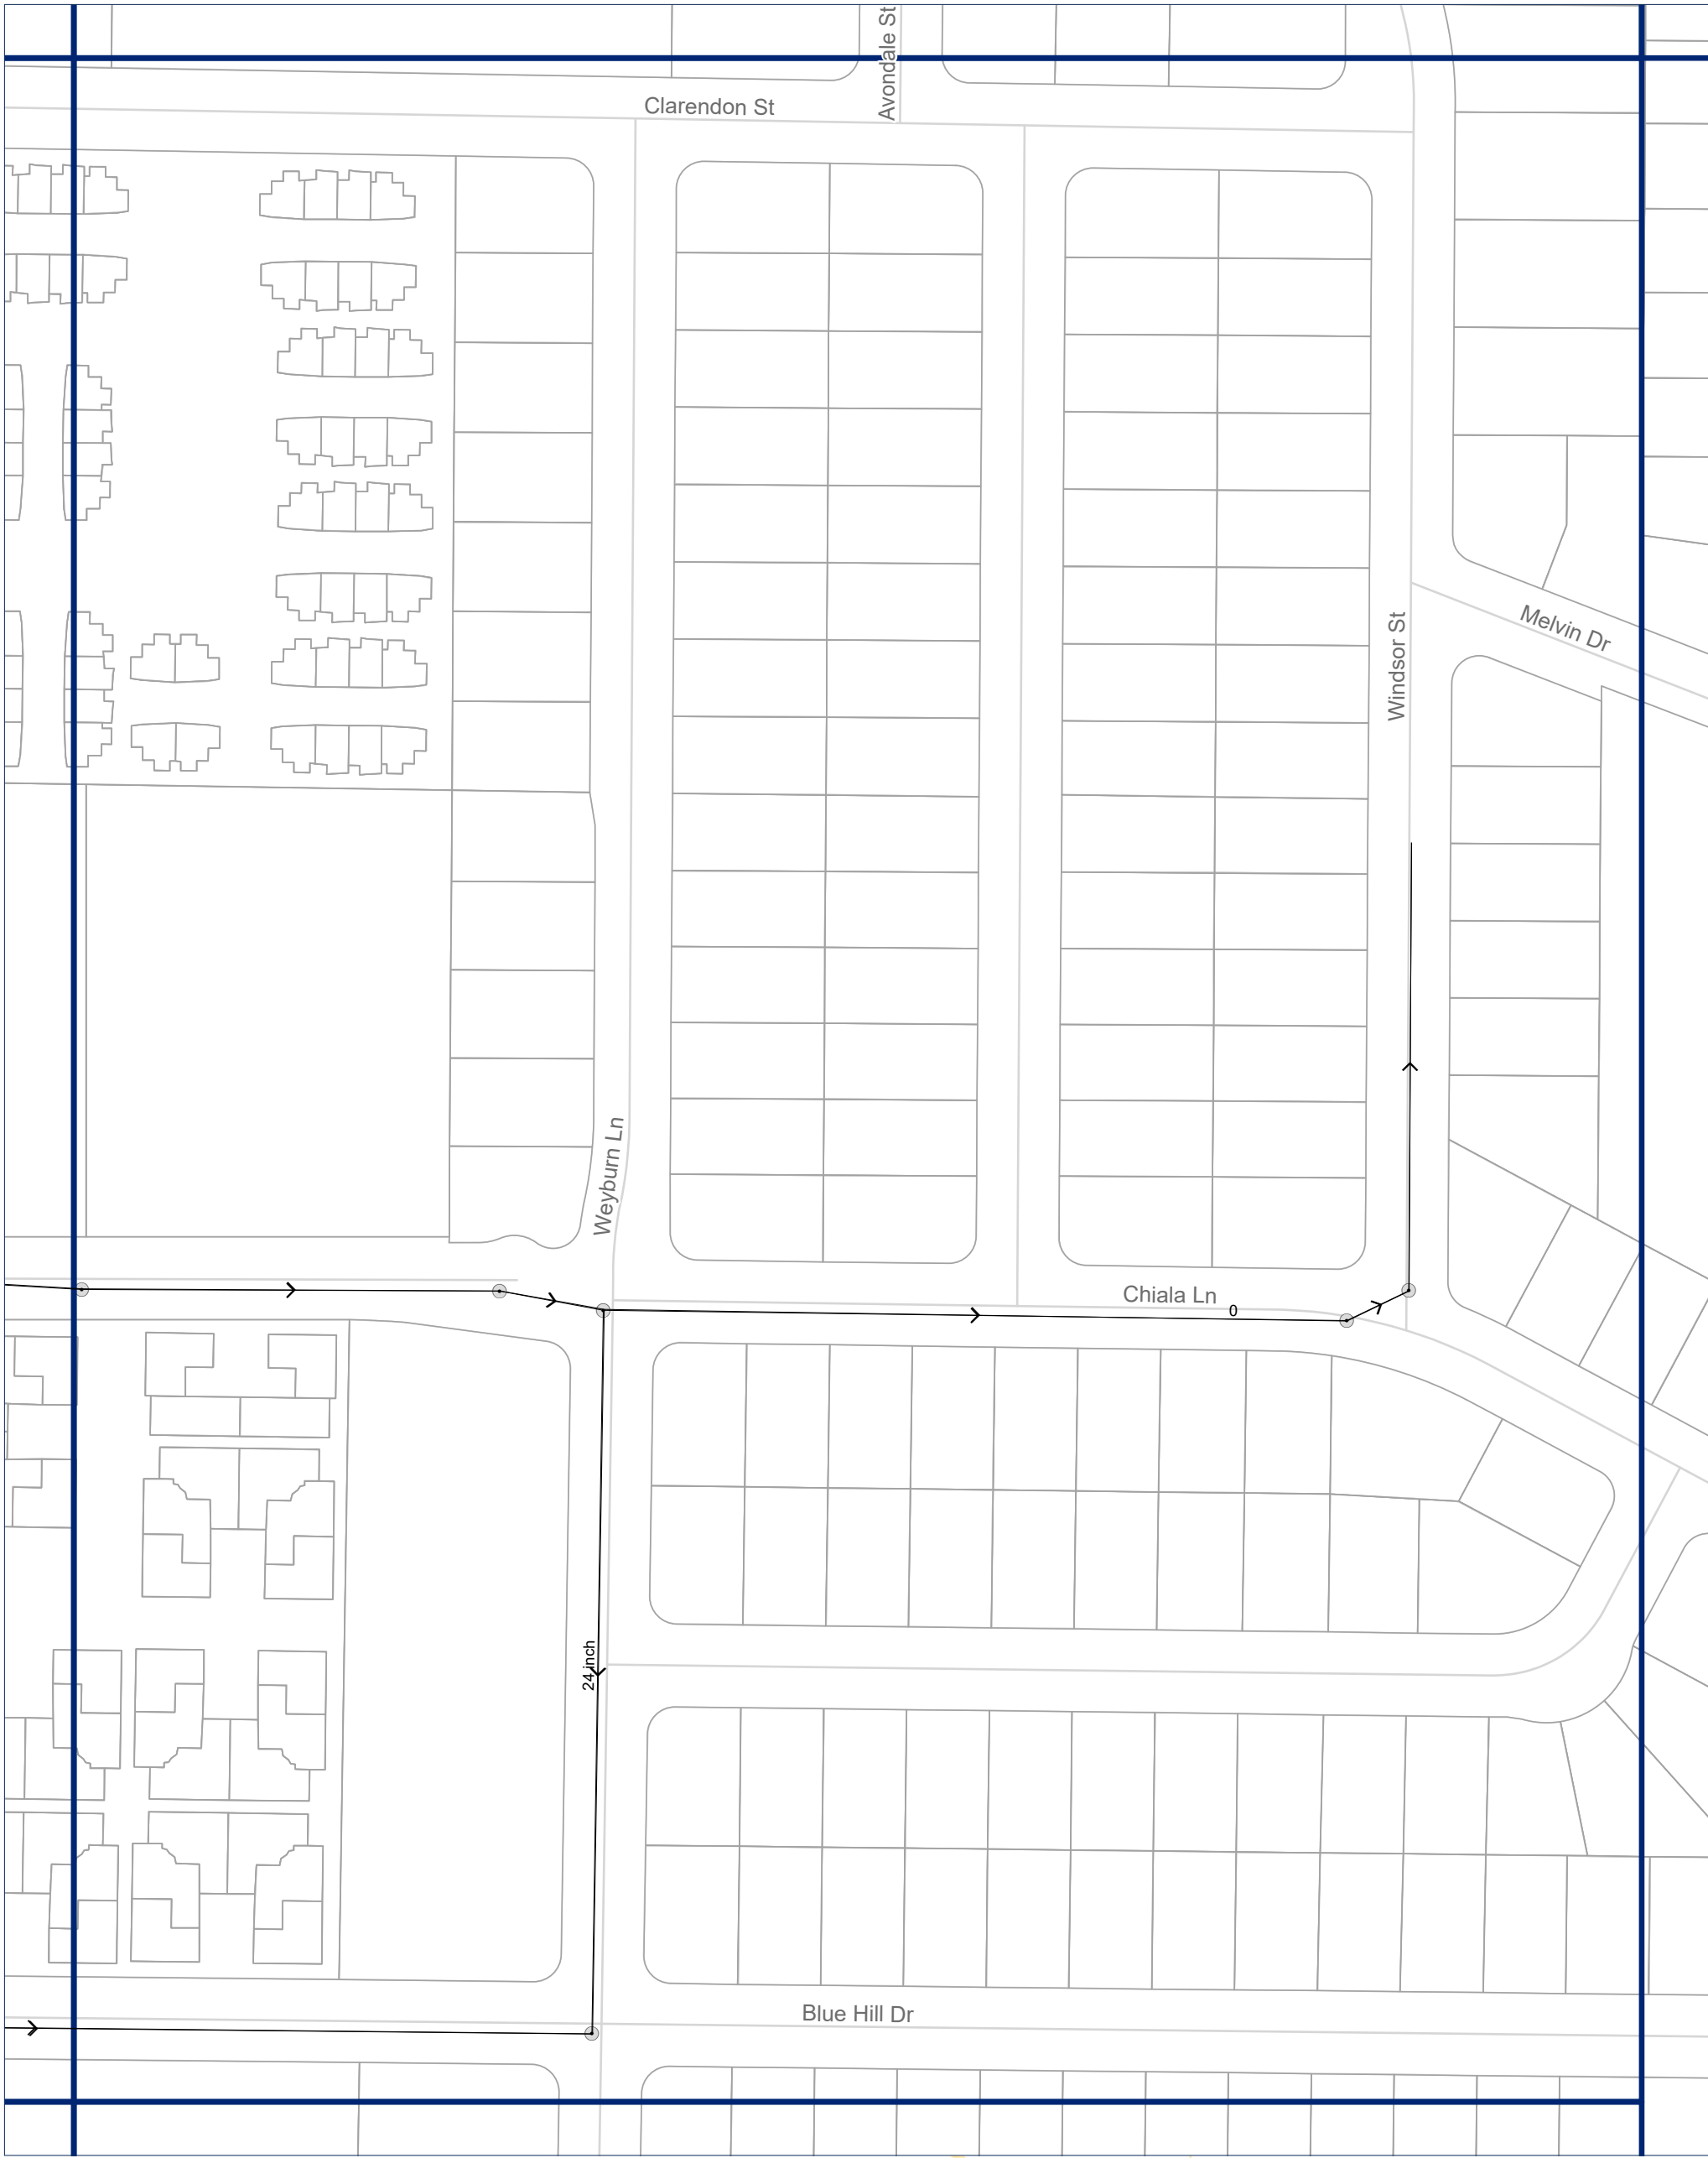 Avondale St
Clarendon St
Melvin Dr
Windsor St
Weyburn Ln
Chiala Ln
0
24 inch
Blue Hill Dr